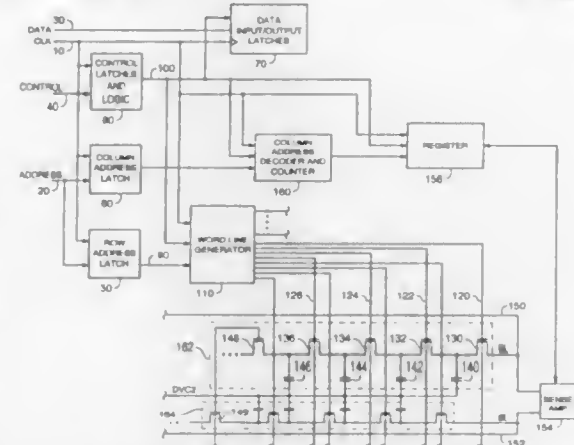 30
DATA
CLA
10
DATA
INPUT/OUTPUT
LATCHES
70
CONTROL
LATCHES
AND
LOGIC
100
CONTROL
40
80
COLUMN
ADDRESS
LATCH
ADDRESS
20
60
COLUMN
ADDRESS
DECODER AND
COUNTER
160
REGISTER
156
ROW
ADDRESS
LATCH
30
90
WORD LINE
GENERATOR
110
126
124
122
120
150
162
148
136
134
132
130
146
144
142
140
DVC2
164
149
SENSE
AMP
154
152